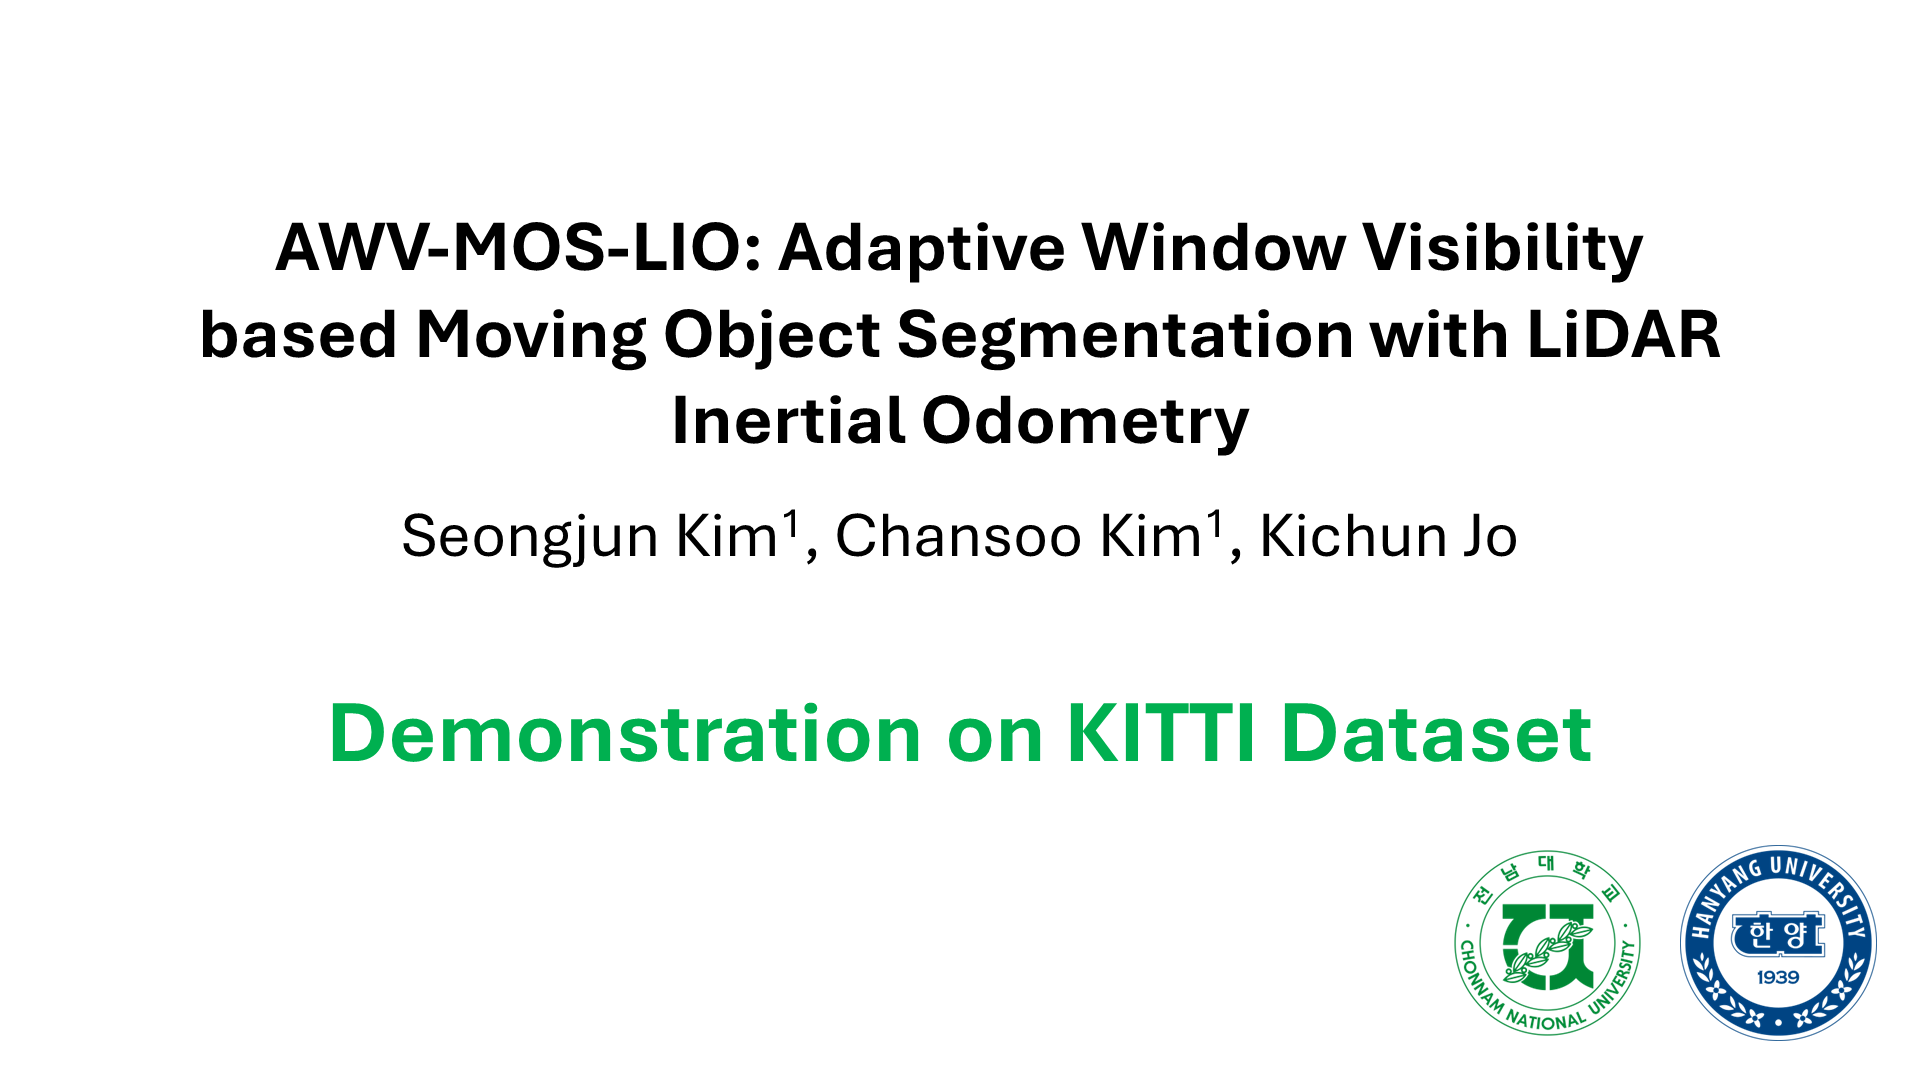 AWV-MOS-LIO: Adaptive Window Visibility
based Moving Object Segmentation with LiDAR
Inertial Odometry
Seongjun Kim¹, Chansoo Kim¹, Kichun Jo
Demonstration on KITTI Dataset
전남대학교
CHONNAM NATIONAL UNIVERSITY
HANYANG UNIVERSITY
한양
1939